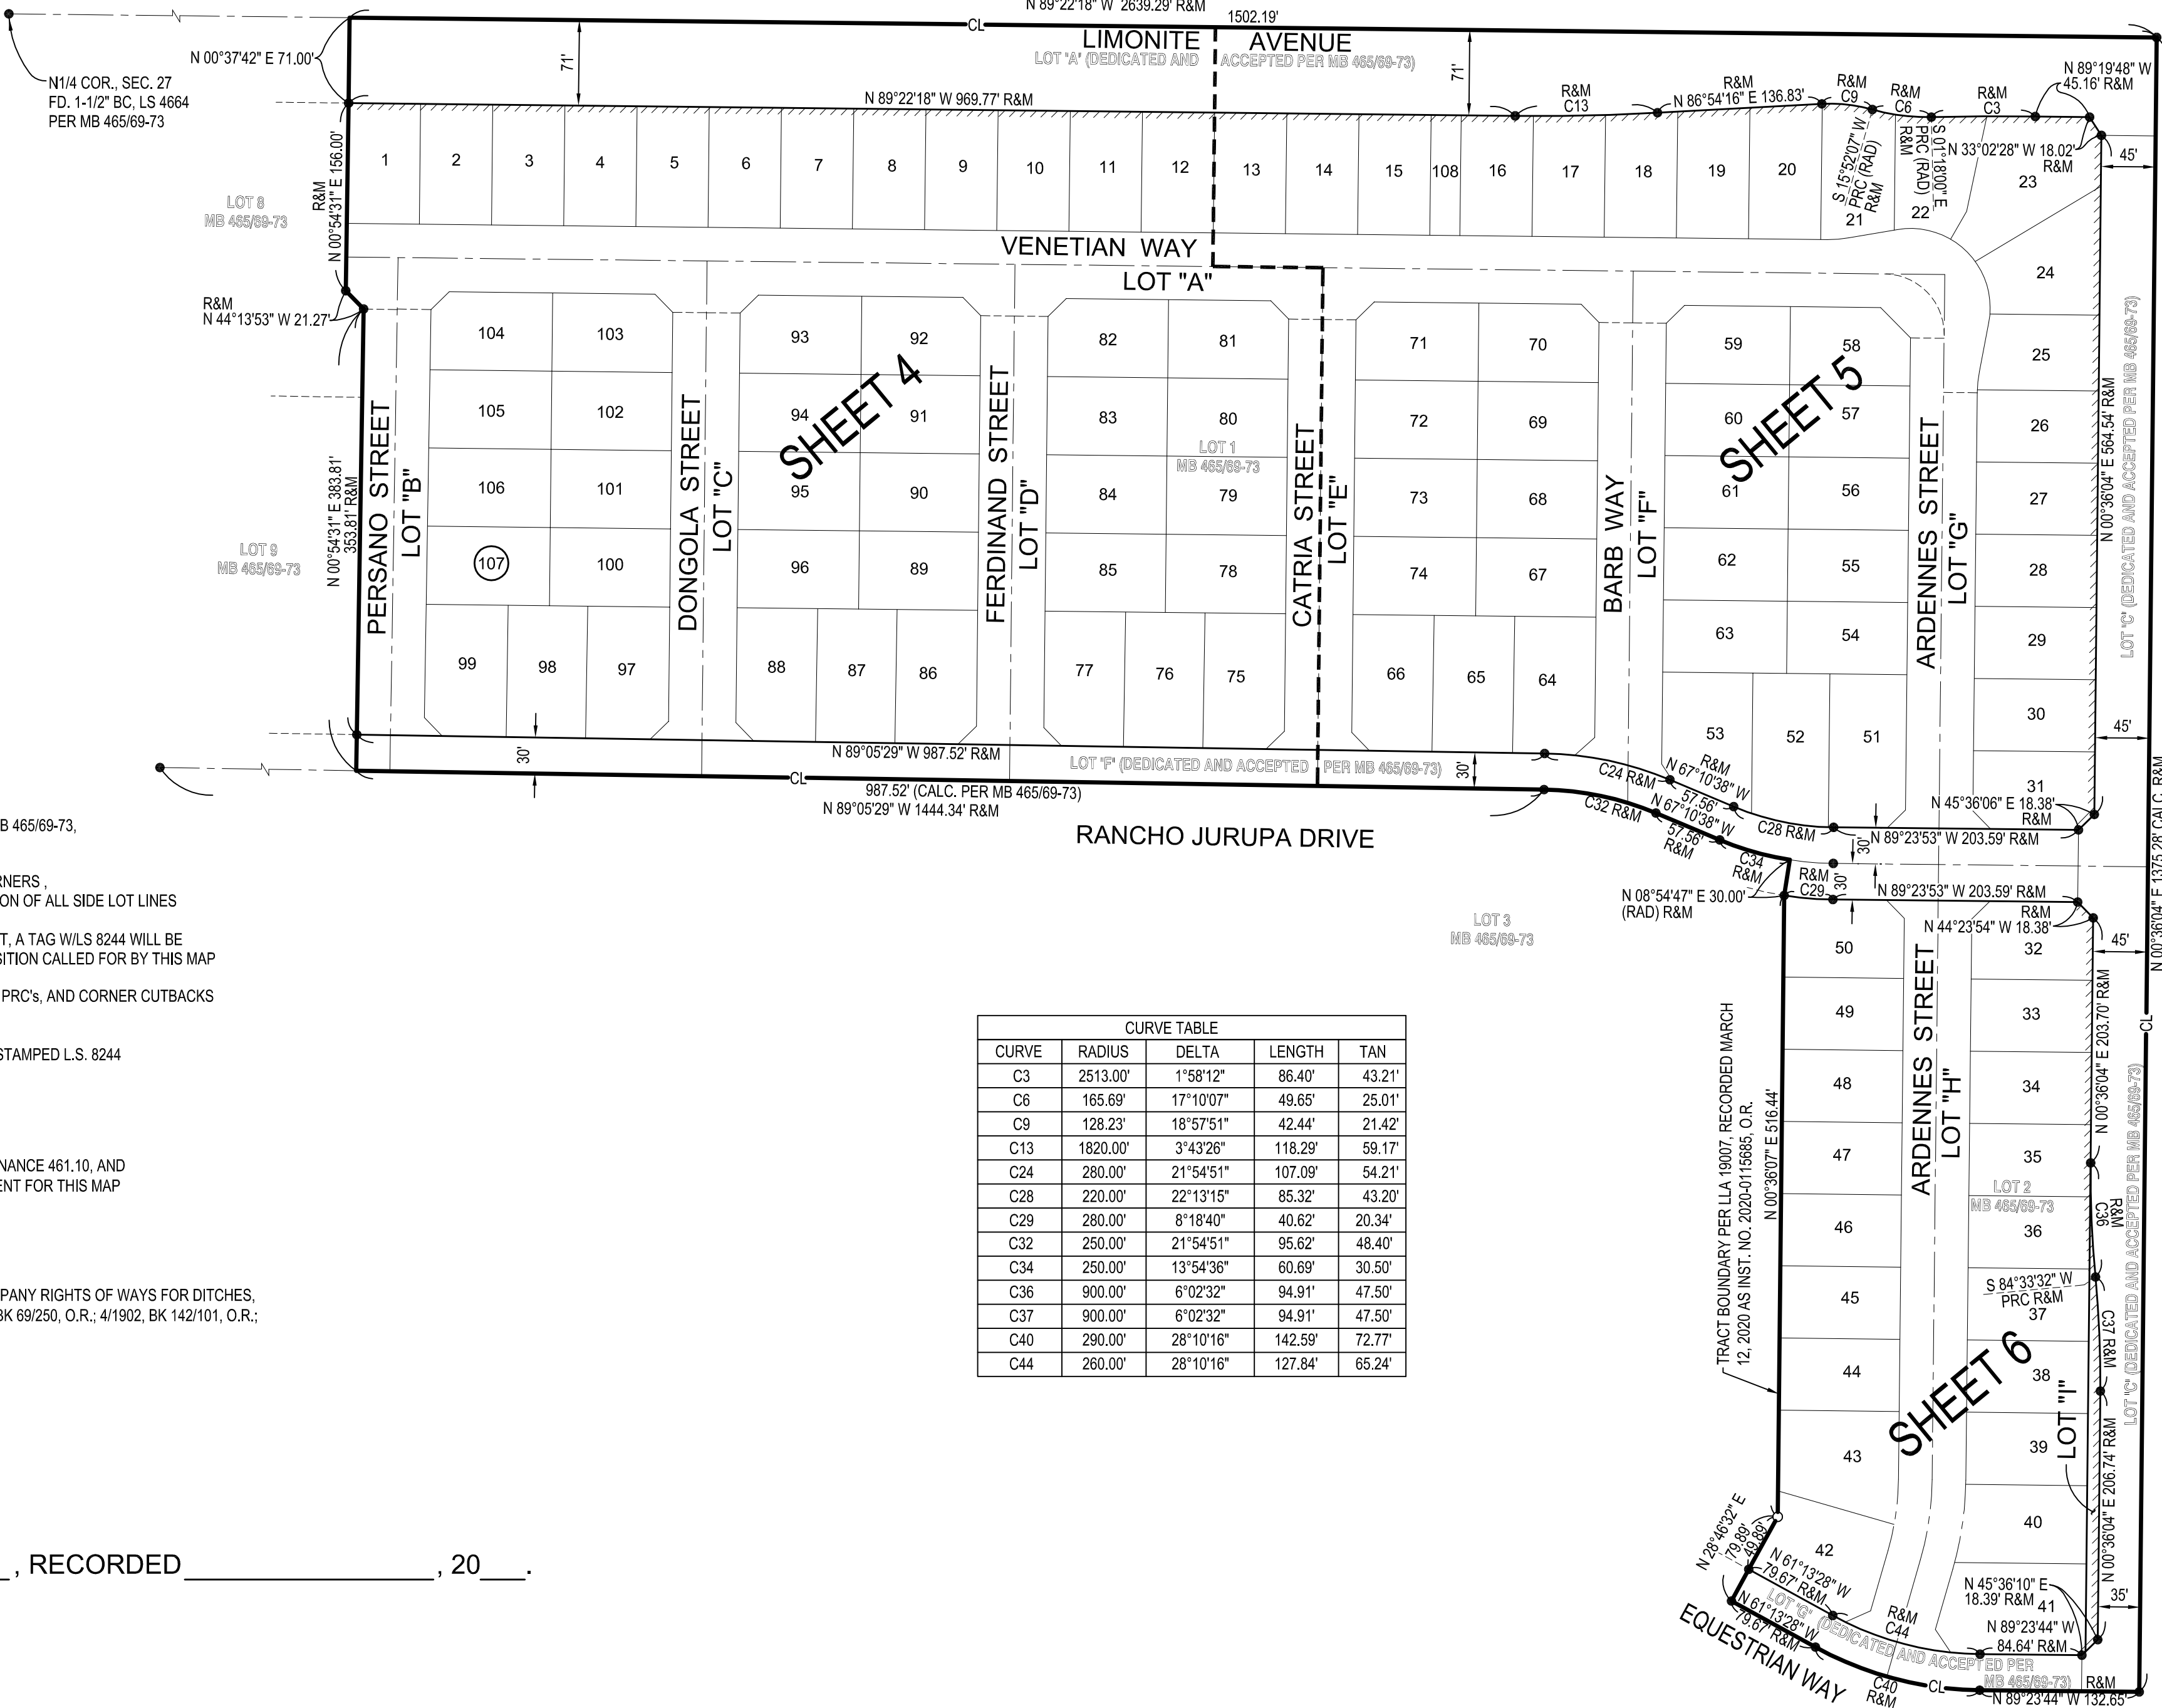 N 89°22'18" W 2639.29' R&M
1502.19'
CL
LIMONITE AVENUE
LOT 'A' (DEDICATED AND ACCEPTED PER MB 465/69-73)
N 00°37'42" E 71.00'
71'
71'
N1/4 COR., SEC. 27
FD. 1-1/2" BC, LS 4664
PER MB 465/69-73
N 89°22'18" W 969.77' R&M
R&M
C13
R&M
N 86°54'16" E 136.83'
R&M
C9
R&M
C6
R&M
C3
N 89°19'48" W
45.16' R&M
N 33°02'28" W 18.02'
R&M
45'
S 15°52'07" W
PRC (RAD)
R&M
S 01°18'00" E
PRC (RAD)
R&M
1 2 3 4 5 6 7 8 9 10 11 12 13 14 15 108 16 17 18 19 20
21
22
23
24
LOT 8
MB 465/69-73
N 00°54'31" E 156.00'
R&M
VENETIAN WAY
LOT "A"
R&M
N 44°13'53" W 21.27'
104 103 93 92 82 81 71 70 59 58 25
105 102 94 91 83 80 72 69 60 57 26
106 101 95 90 84 79 73 68 61 56 27
107 100 96 89 85 78 74 67 62 55 28
63 54 29
99 98 97 88 87 86 77 76 75 66 65 64 30
53 52 51 31
SHEET 4
SHEET 5
LOT 1
MB 465/69-73
LOT 9
MB 465/69-73
N 00°54'31" E 383.81'
353.81' R&M
PERSANO STREET
LOT "B"
DONGOLA STREET
LOT "C"
FERDINAND STREET
LOT "D"
CATRIA STREET
LOT "E"
BARB WAY
LOT "F"
ARDENNES STREET
LOT "G"
N 00°36'04" E 564.54' R&M
LOT 'C' (DEDICATED AND ACCEPTED PER MB 465/69-73)
45'
N 00°36'04" E 1375.28' CALC. R&M
30'
N 89°05'29" W 987.52' R&M
LOT 'F' (DEDICATED AND ACCEPTED PER MB 465/69-73)
30'
CL
987.52' (CALC. PER MB 465/69-73)
N 89°05'29" W 1444.34' R&M
RANCHO JURUPA DRIVE
C24 R&M
R&M
N 67°10'38" W
57.56'
C28 R&M
C32 R&M
N 67°10'38" W
57.56'
R&M
C34
R&M
N 45°36'06" E 18.38'
R&M
N 89°23'53" W 203.59' R&M
30'
R&M
C29
30'
N 89°23'53" W 203.59' R&M
R&M
N 44°23'54" W 18.38'
N 08°54'47" E 30.00'
(RAD) R&M
45'
LOT 3
MB 465/69-73
B 465/69-73,
RNERS ,
ON OF ALL SIDE LOT LINES
T, A TAG W/LS 8244 WILL BE
SITION CALLED FOR BY THIS MAP
PRC's, AND CORNER CUTBACKS
STAMPED L.S. 8244
NANCE 461.10, AND
ENT FOR THIS MAP
PANY RIGHTS OF WAYS FOR DITCHES,
BK 69/250, O.R.; 4/1902, BK 142/101, O.R.;
CURVE TABLE
CURVE RADIUS DELTA LENGTH TAN
C3 2513.00' 1°58'12" 86.40' 43.21'
C6 165.69' 17°10'07" 49.65' 25.01'
C9 128.23' 18°57'51" 42.44' 21.42'
C13 1820.00' 3°43'26" 118.29' 59.17'
C24 280.00' 21°54'51" 107.09' 54.21'
C28 220.00' 22°13'15" 85.32' 43.20'
C29 280.00' 8°18'40" 40.62' 20.34'
C32 250.00' 21°54'51" 95.62' 48.40'
C34 250.00' 13°54'36" 60.69' 30.50'
C36 900.00' 6°02'32" 94.91' 47.50'
C37 900.00' 6°02'32" 94.91' 47.50'
C40 290.00' 28°10'16" 142.59' 72.77'
C44 260.00' 28°10'16" 127.84' 65.24'
TRACT BOUNDARY PER LLA 19007, RECORDED MARCH
12, 2020 AS INST. NO. 2020-0115685, O.R.
N 00°36'07" E 516.44'
50 32
49 33
48 34
47 35
46 36
45 37
44 38
43 39
42 40
41
ARDENNES STREET
LOT "H"
LOT 2
MB 465/69-73
N 00°36'04" E 203.70' R&M
CL
R&M
C36
S 84°33'32" W
PRC R&M
C37 R&M
LOT 'C' (DEDICATED AND ACCEPTED PER MB 465/69-73)
SHEET 6
LOT "I"
N 00°36'04" E 206.74' R&M
N 28°46'32" E
79.89'
49.89'
N 61°13'28" W
79.67' R&M
N 61°13'28" W
79.67' R&M
LOT 'G' (DEDICATED AND ACCEPTED PER
MB 465/69-73)
R&M
C44
N 45°36'10" E
18.39' R&M
35'
N 89°23'44" W
84.64' R&M
EQUESTRIAN WAY
C40
R&M
CL
R&M
N 89°23'44" W 132.65'
, RECORDED , 20 .